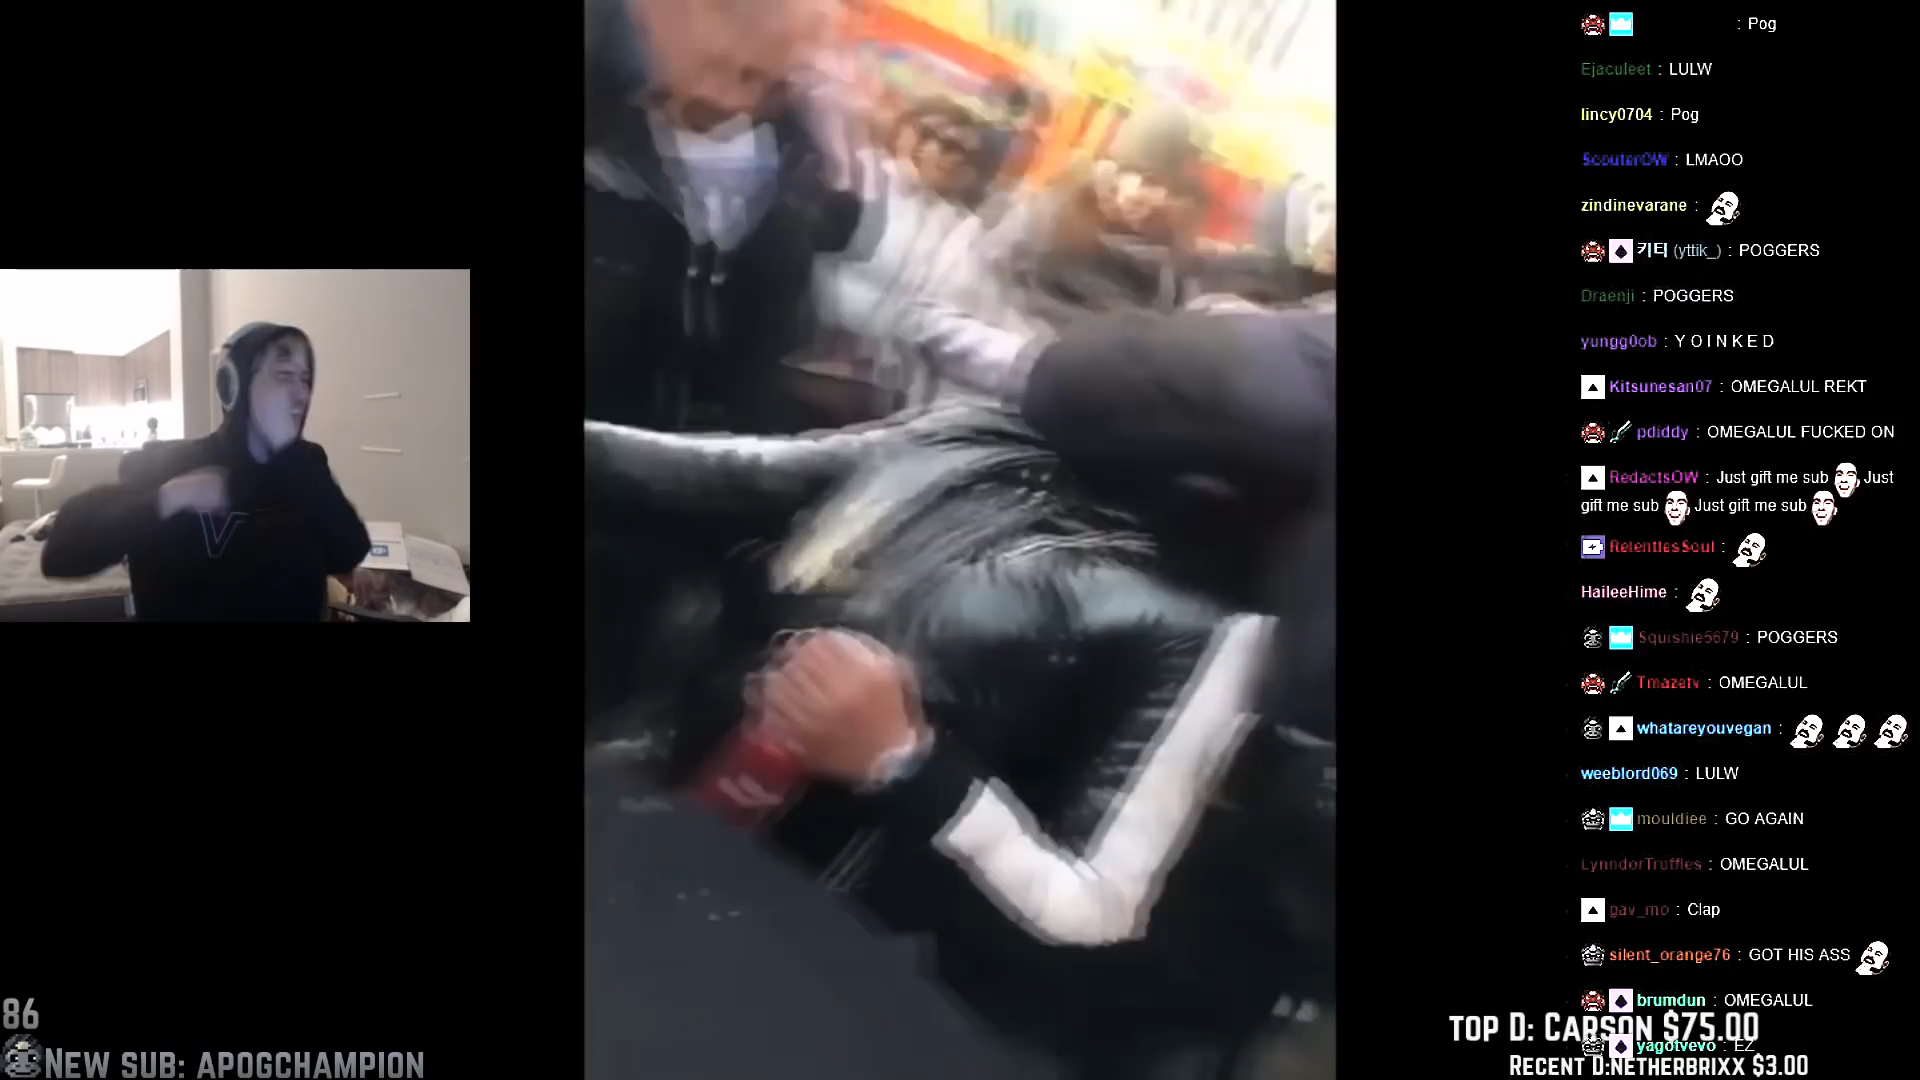 : Pog
Ejaculeet : LULW
lincy0704 : Pog
ScouterOW : LMAOO
zindinevarane :
키티 (yttik_) : POGGERS
Draenji : POGGERS
yungg0ob : Y O I N K E D
Kitsunesan07 : OMEGALUL REKT
pdiddy : OMEGALUL FUCKED ON
RedactsOW : Just gift me sub Just
gift me sub Just gift me sub
RelentlesSoul :
HaileeHime :
Squishie5679 : POGGERS
Tmazetv : OMEGALUL
whatareyouvegan :
weeblord069 : LULW
mouldiee : GO AGAIN
LynndorTruffles : OMEGALUL
gav_mo : Clap
silent_orange76 : GOT HIS ASS
brumdun : OMEGALUL
TOP D: CARSON $75.00
yagotvevo : EZ
RECENT D:NETHERBRIXX $3.00
86
NEW SUB: APOGCHAMPION